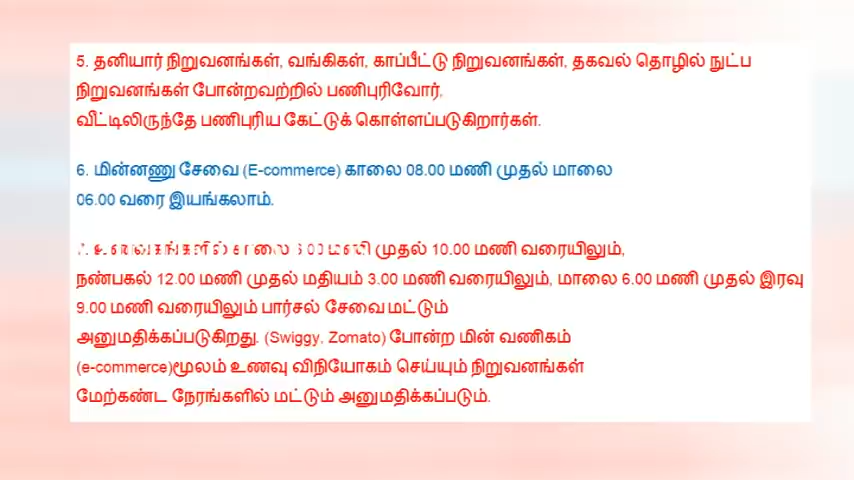 5. தனியார் நிறுவனங்கள், வங்கிகள், காப்பீட்டு நிறுவனங்கள், தகவல் தொழில் நுட்ப
நிறுவனங்கள் போன்றவற்றில் பணிபுரிவோர்,
வீட்டிலிருந்தே பணிபுரிய கேட்டுக் கொள்ளப்படுகிறார்கள்.
6. மின்னணு சேவை (E-commerce) காலை 08.00 மணி முதல் மாலை
06.00 வரை இயங்கலாம்.
மணி முதல் 10.00 மணி வரையிலும்,
நண்பகல் 12.00 மணி முதல் மதியம் 3.00 மணி வரையிலும், மாலை 6.00 மணி முதல் இரவு
9.00 மணி வரையிலும் பார்சல் சேவை மட்டும்
அனுமதிக்கப்படுகிறது. (Swiggy, Zomato) போன்ற மின் வணிகம்
(e-commerce)மூலம் உணவு விநியோகம் செய்யும் நிறுவனங்கள்
மேற்கண்ட நேரங்களில் மட்டும் அனுமதிக்கப்படும்.